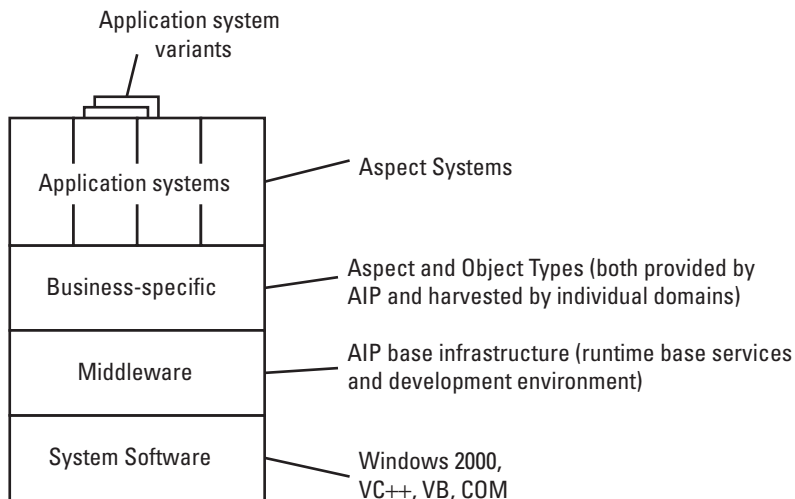 Application system
variants
Application systems
Aspect Systems
Business-specific
Aspect and Object Types (both provided by
AIP and harvested by individual domains)
Middleware
AIP base infrastructure (runtime base services
and development environment)
System Software
Windows 2000,
VC++, VB, COM